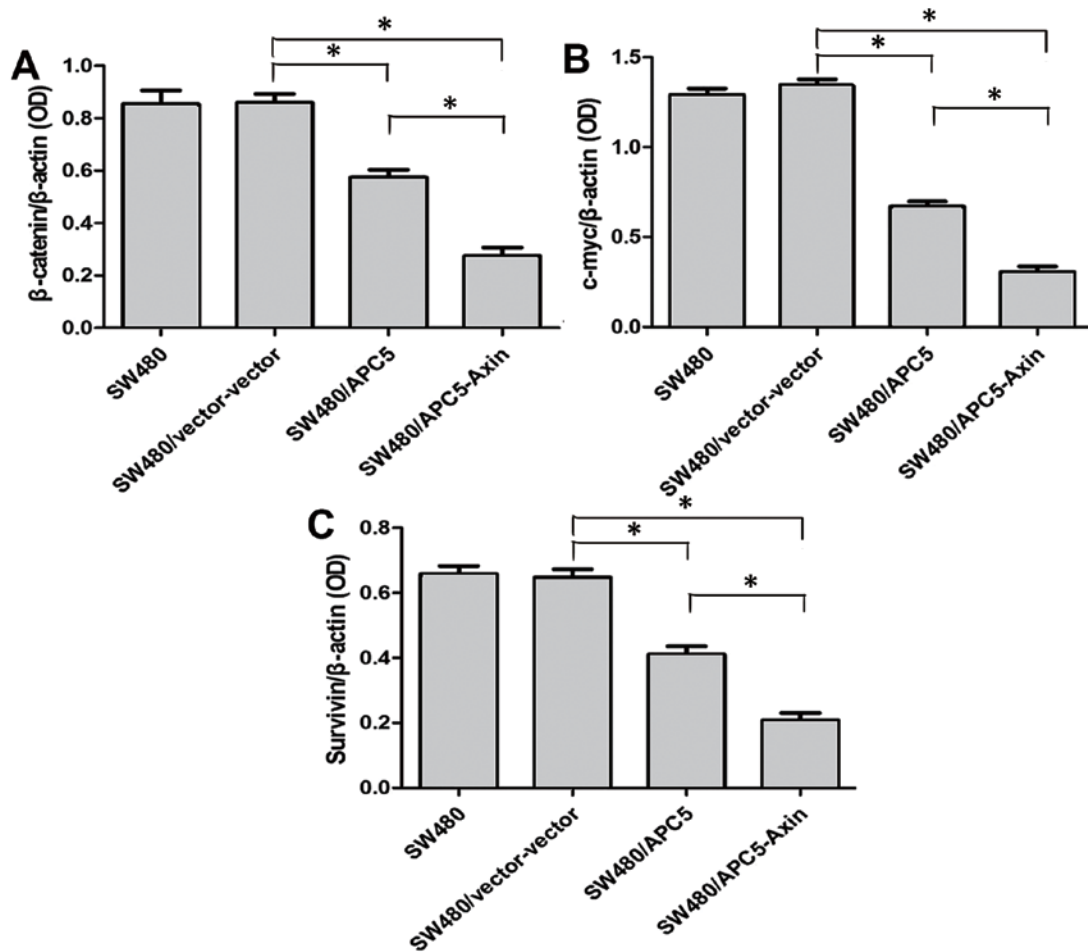 A
β-catenin/β-actin (OD)
1.0
0.8
0.6
0.4
0.2
0.0
*
*
*
SW480
SW480/vector-vector
SW480/APC5
SW480/APC5-Axin
B
c-myc/β-actin (OD)
1.5
1.0
0.5
0.0
*
*
*
SW480
SW480/vector-vector
SW480/APC5
SW480/APC5-Axin
C
Survivin/β-actin (OD)
0.8
0.6
0.4
0.2
0.0
*
*
*
SW480
SW480/vector-vector
SW480/APC5
SW480/APC5-Axin